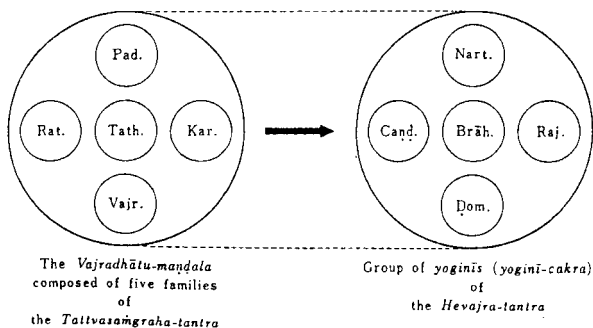 Pad.
Nart.
Rat. Tath. Kar.
Caṇḍ. Brāh. Raj.
Vajr.
Ḍom.
The Vajradhātu-maṇḍala
composed of five families
of
the Tattvasaṁgraha-tantra
Group of yoginīs (yoginī-cakra)
of
the Hevajra-tantra